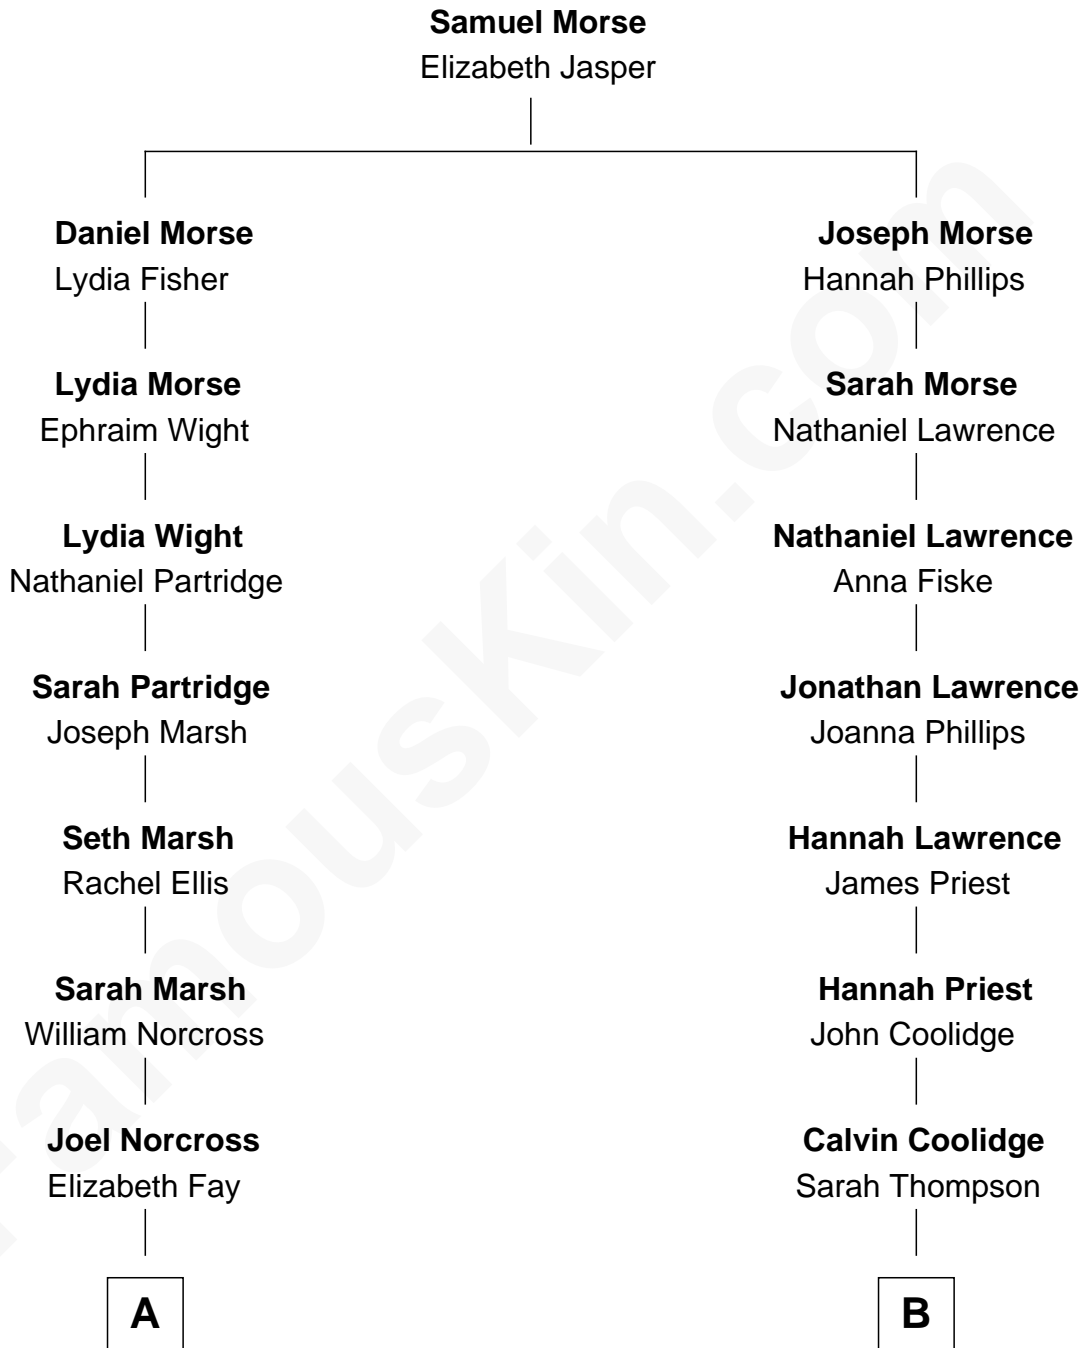 Samuel Morse
Elizabeth Jasper
Daniel Morse
Lydia Fisher
Joseph Morse
Hannah Phillips
Lydia Morse
Ephraim Wight
Sarah Morse
Nathaniel Lawrence
Lydia Wight
Nathaniel Partridge
Nathaniel Lawrence
Anna Fiske
Sarah Partridge
Joseph Marsh
Jonathan Lawrence
Joanna Phillips
Seth Marsh
Rachel Ellis
Hannah Lawrence
James Priest
Sarah Marsh
William Norcross
Hannah Priest
John Coolidge
Joel Norcross
Elizabeth Fay
Calvin Coolidge
Sarah Thompson
A
B
FamousKin.com